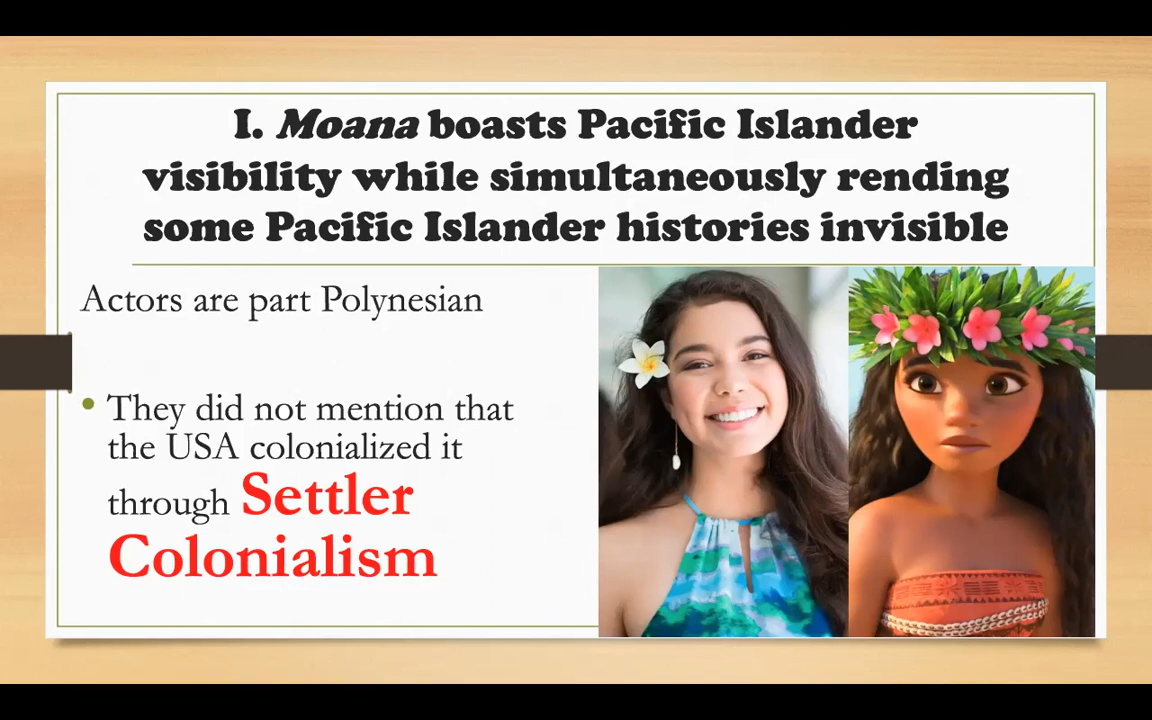 I. Moana boasts Pacific Islander
visibility while simultaneously rending
some Pacific Islander histories invisible
Actors are part Polynesian
• They did not mention that
the USA colonialized it
through Settler
Colonialism